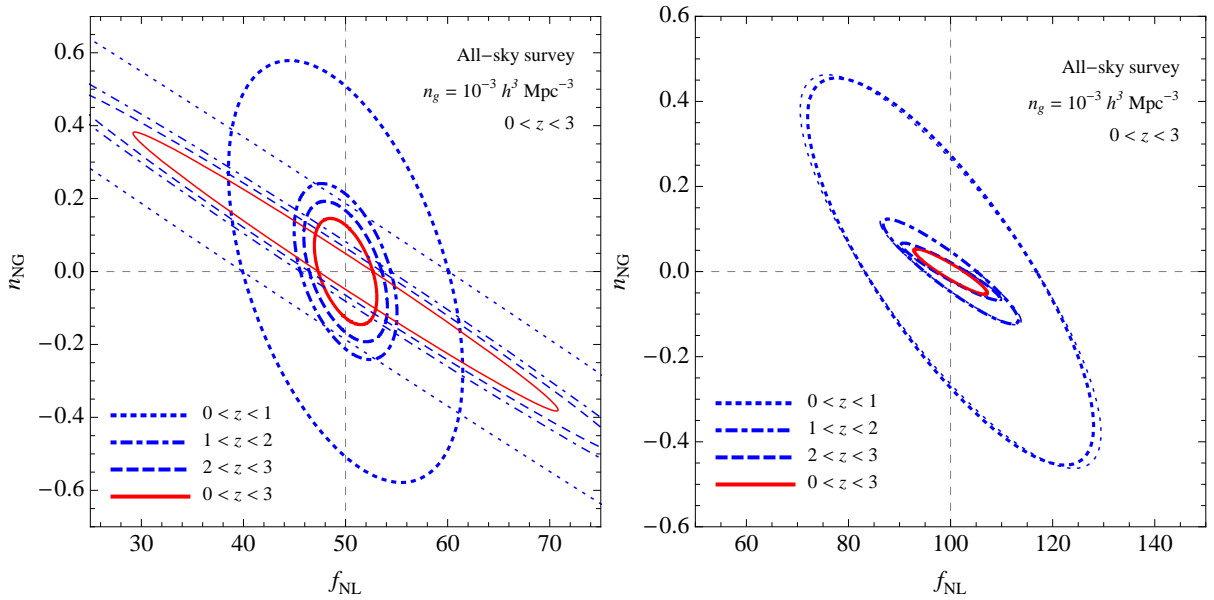 All−sky survey
n_g = 10⁻³ h³ Mpc⁻³
0 < z < 3
0.6
0.4
0.2
0.0
−0.2
−0.4
−0.6
n_NG
0 < z < 1
1 < z < 2
2 < z < 3
0 < z < 3
30 40 50 60 70
f_NL
All−sky survey
n_g = 10⁻³ h³ Mpc⁻³
0 < z < 3
0.6
0.4
0.2
0.0
−0.2
−0.4
−0.6
n_NG
0 < z < 1
1 < z < 2
2 < z < 3
0 < z < 3
60 80 100 120 140
f_NL